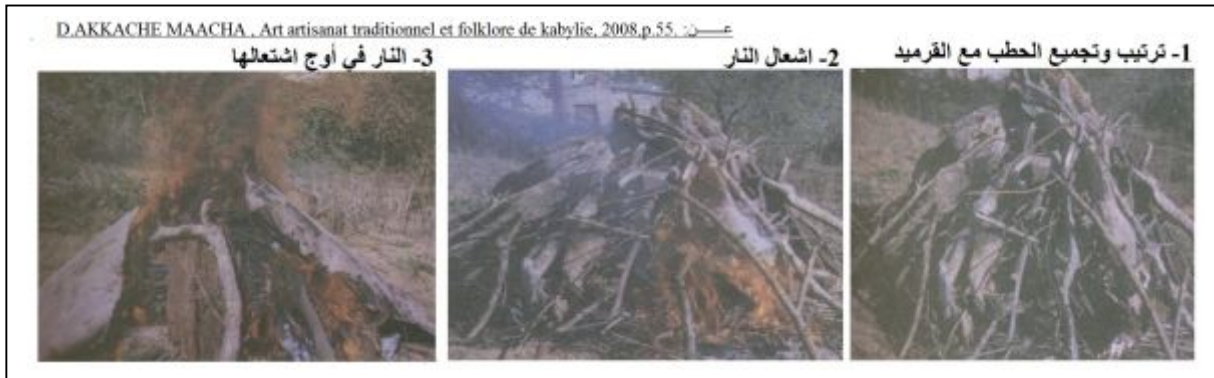 عـــــن: D.AKKACHE MAACHA , Art artisanat traditionnel et folklore de kabylie, 2008,p.55.
1- ترتيب وتجميع الحطب مع القرميد
2- اشعال النار
3- النار في أوج اشتعالها